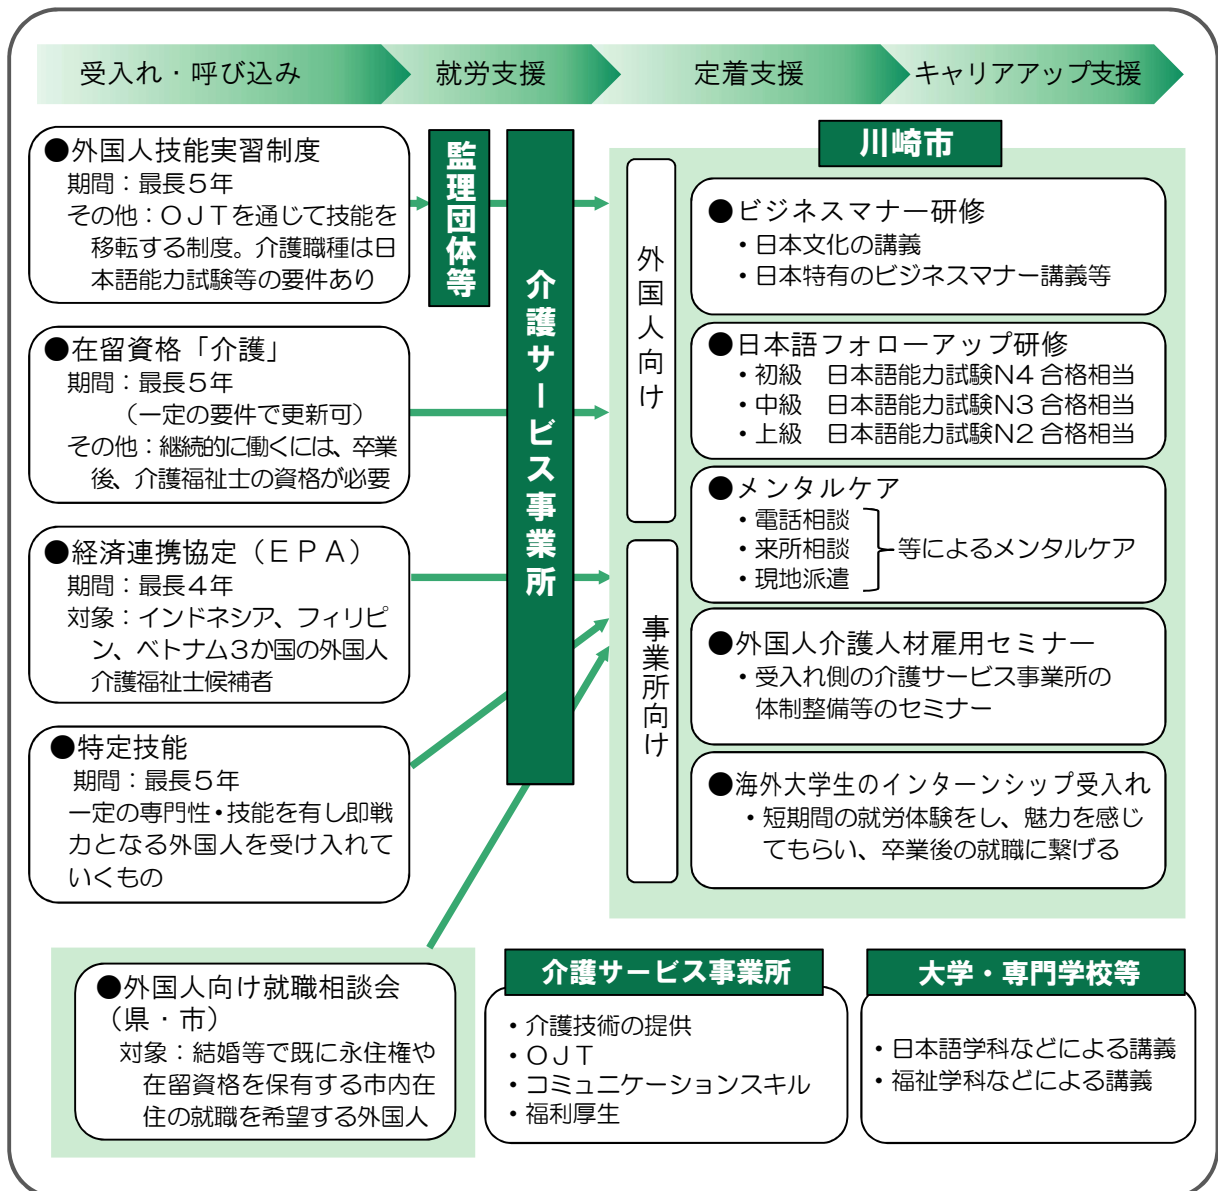 受入れ・呼び込み
就労支援
定着支援
キャリアアップ支援
●外国人技能実習制度
期間：最長５年
その他：ＯＪＴを通じて技能を
移転する制度。介護職種は日
本語能力試験等の要件あり
●在留資格「介護」
期間：最長５年
（一定の要件で更新可）
その他：継続的に働くには、卒業
後、介護福祉士の資格が必要
●経済連携協定（ＥＰＡ）
期間：最長４年
対象：インドネシア、フィリピ
ン、ベトナム３か国の外国人
介護福祉士候補者
●特定技能
期間：最長５年
一定の専門性・技能を有し即戦
力となる外国人を受け入れて
いくもの
●外国人向け就職相談会
（県・市）
対象：結婚等で既に永住権や
在留資格を保有する市内在
住の就職を希望する外国人
監理団体等
介護サービス事業所
川崎市
外国人向け
●ビジネスマナー研修
・日本文化の講義
・日本特有のビジネスマナー講義等
●日本語フォローアップ研修
・初級　日本語能力試験Ｎ４合格相当
・中級　日本語能力試験Ｎ３合格相当
・上級　日本語能力試験Ｎ２合格相当
●メンタルケア
・電話相談
・来所相談
・現地派遣
等によるメンタルケア
事業所向け
●外国人介護人材雇用セミナー
・受入れ側の介護サービス事業所の
体制整備等のセミナー
●海外大学生のインターンシップ受入れ
・短期間の就労体験をし、魅力を感じ
てもらい、卒業後の就職に繋げる
介護サービス事業所
・介護技術の提供
・ＯＪＴ
・コミュニケーションスキル
・福利厚生
大学・専門学校等
・日本語学科などによる講義
・福祉学科などによる講義